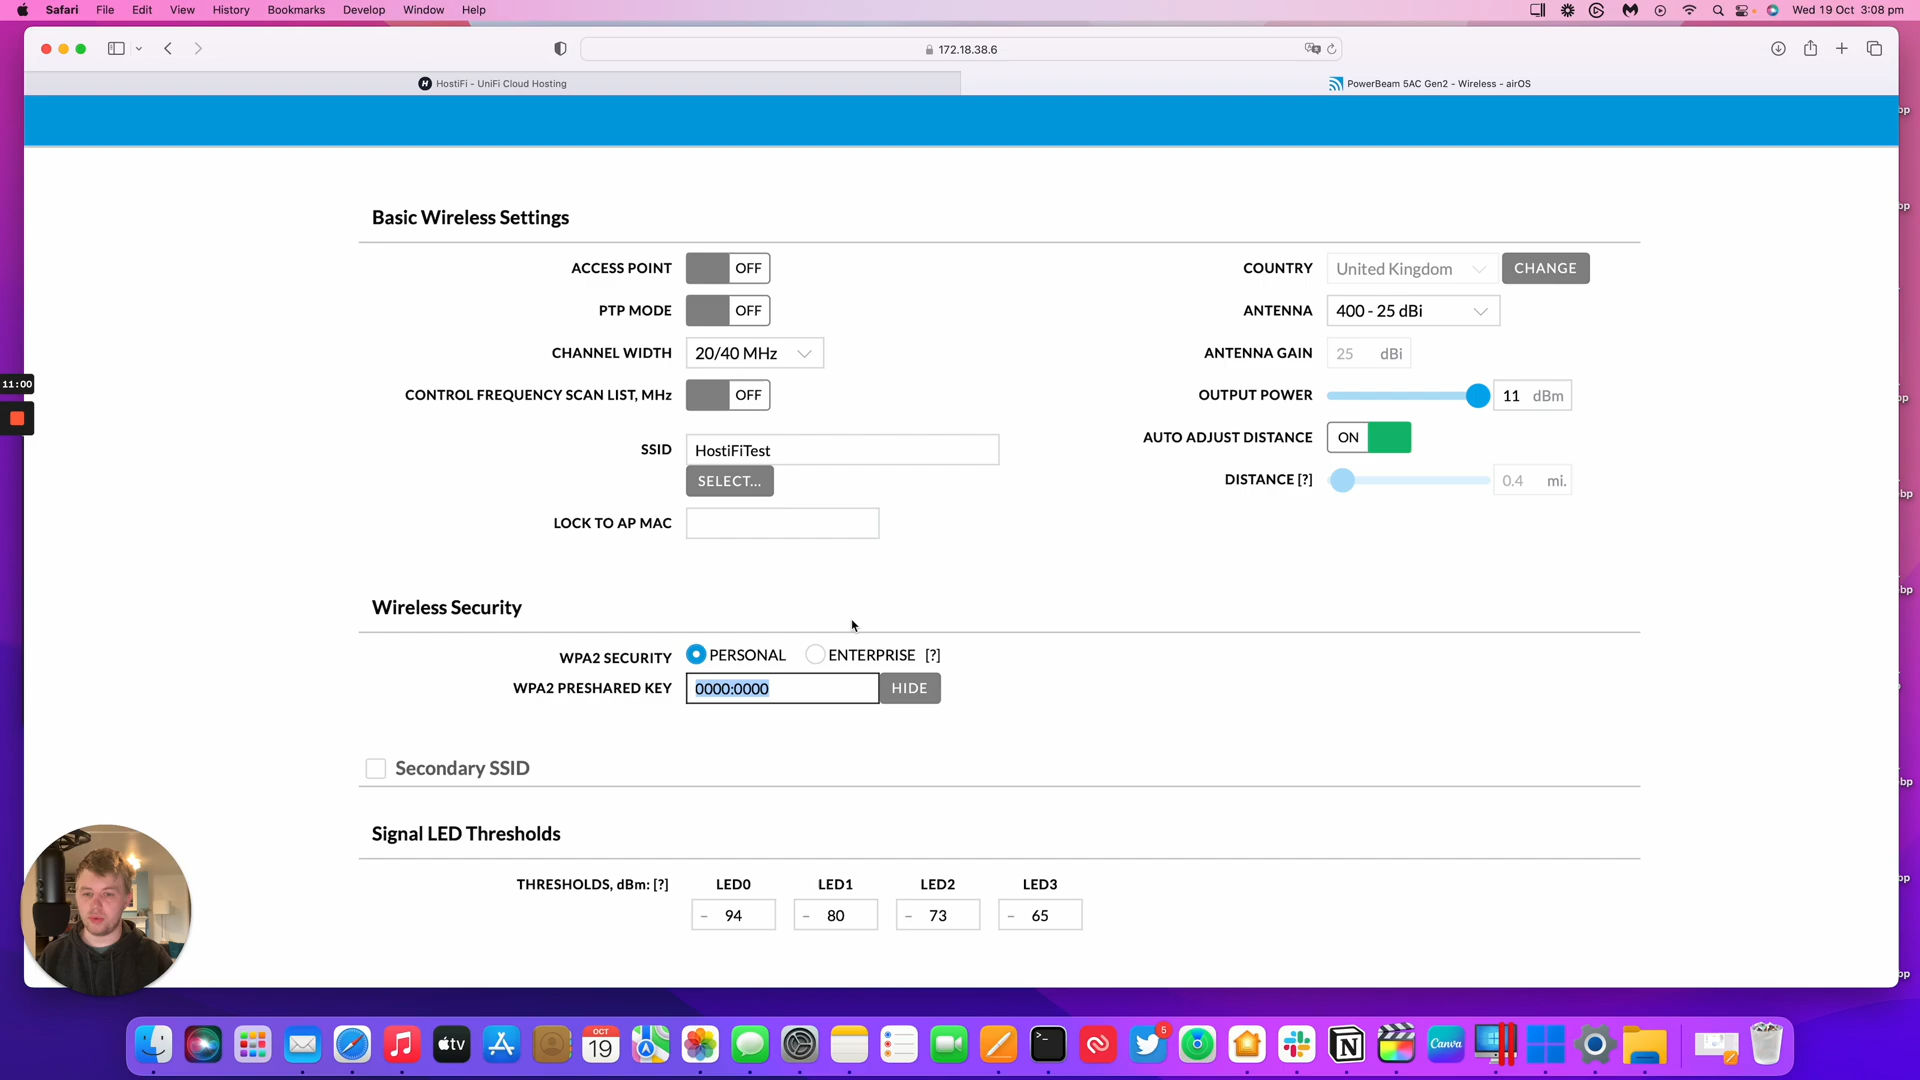 Safari File Edit View History Bookmarks Develop Window Help Wed 19 Oct 3:08 pm
172.18.38.6
HostiFi - UniFi Cloud Hosting PowerBeam 5AC Gen2 - Wireless - airOS
Basic Wireless Settings
ACCESS POINT OFF COUNTRY United Kingdom CHANGE
PTP MODE OFF ANTENNA 400 - 25 dBi
CHANNEL WIDTH 20/40 MHz ANTENNA GAIN 25 dBi
11:00
CONTROL FREQUENCY SCAN LIST, MHz OFF OUTPUT POWER 11 dBm
AUTO ADJUST DISTANCE ON
SSID HostiFiTest
SELECT... DISTANCE [?] 0.4 mi.
LOCK TO AP MAC
Wireless Security
WPA2 SECURITY PERSONAL ENTERPRISE [?]
WPA2 PRESHARED KEY 0000:0000 HIDE
Secondary SSID
Signal LED Thresholds
THRESHOLDS, dBm: [?] LED0 LED1 LED2 LED3
- 94 - 80 - 73 - 65
OCT
19
tv
5
Canva